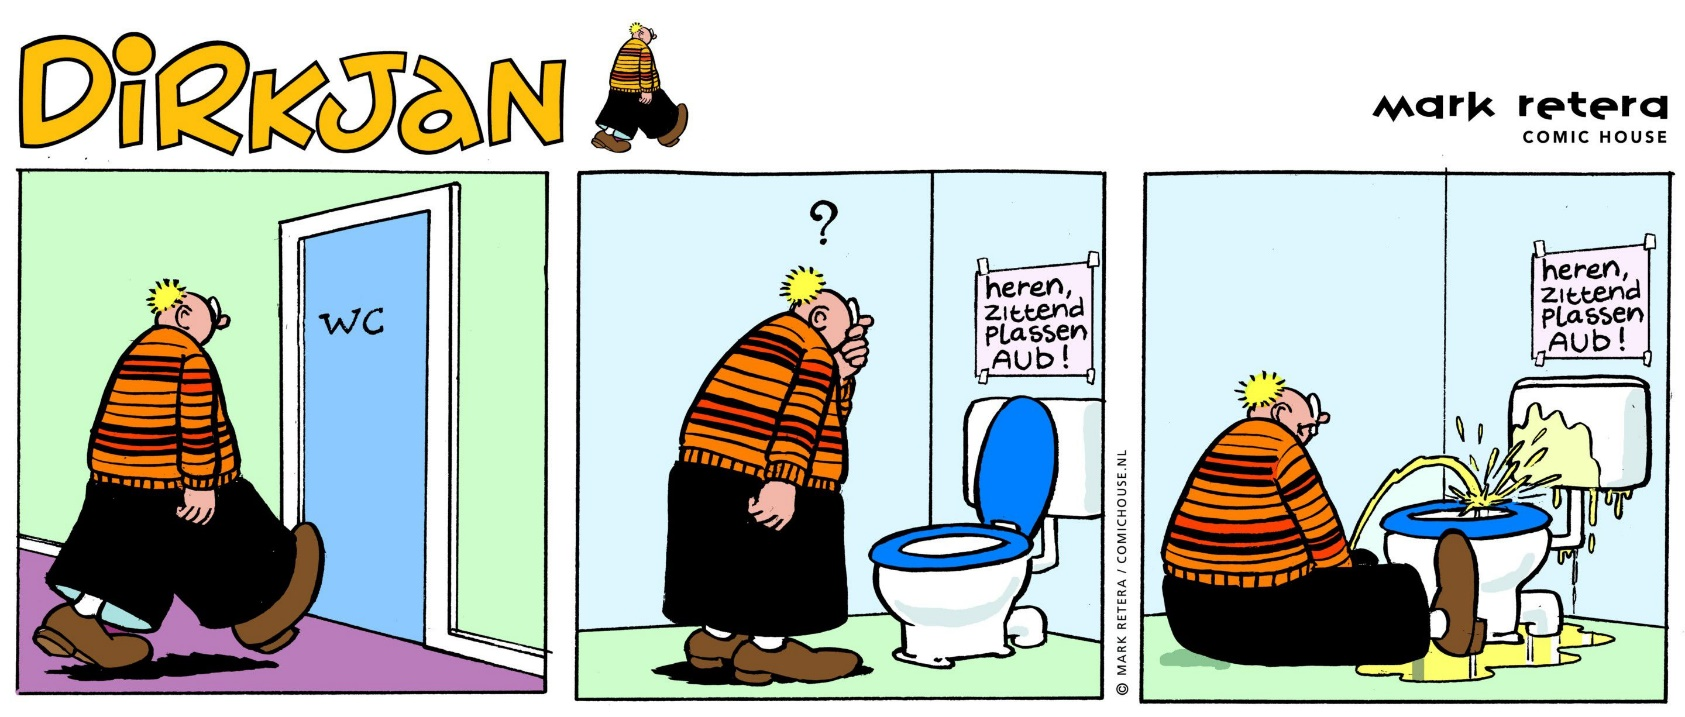 DiRKJAN
mark retera
COMIC HOUSE
WC
?
heren,
zittend
plassen
AUb!
© MARK RETERA / COMICHOUSE.NL
heren,
zittend
plassen
AUb!